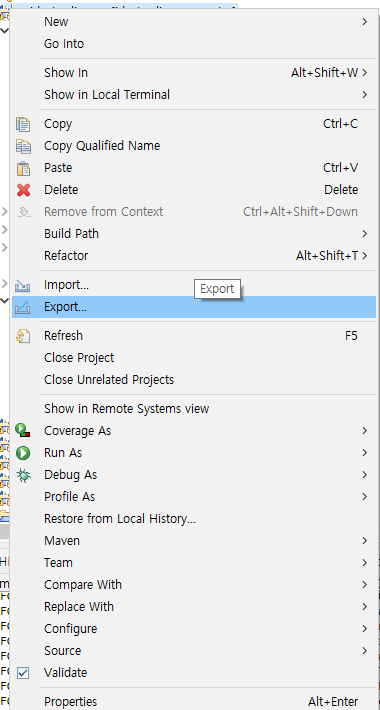 New
Go Into
Show In Alt+Shift+W
Show in Local Terminal
Copy Ctrl+C
Copy Qualified Name
Paste Ctrl+V
Delete Delete
Remove from Context Ctrl+Alt+Shift+Down
Build Path
Refactor Alt+Shift+T
Import...
Export
Export...
Refresh F5
Close Project
Close Unrelated Projects
Show in Remote Systems view
Coverage As
Run As
Debug As
Profile As
Restore from Local History...
Maven
Team
Compare With
Replace With
Configure
Source
Validate
Properties Alt+Enter